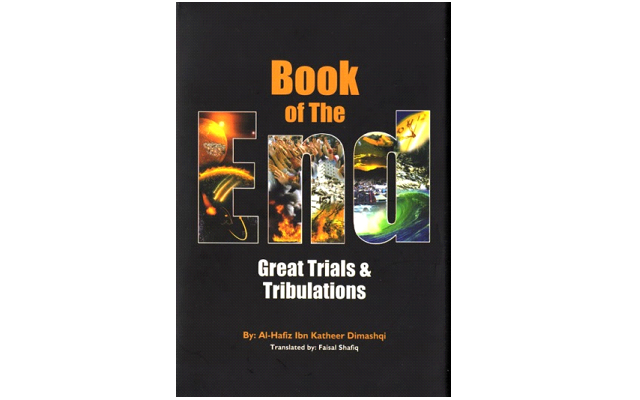 Book
of The
End
Great Trials &
Tribulations
By: Al-Hafiz Ibn Katheer Dimashqi
Translated by: Faisal Shafiq